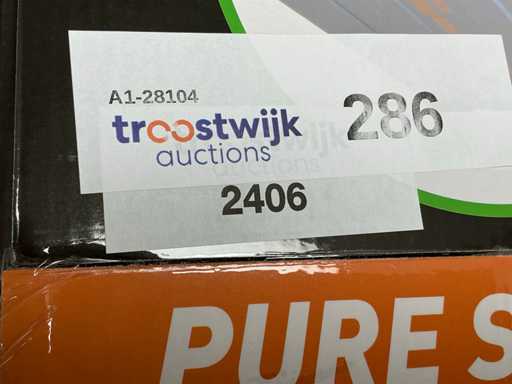 A1-28104
troostwijk
auctions
286
2406
PURE S